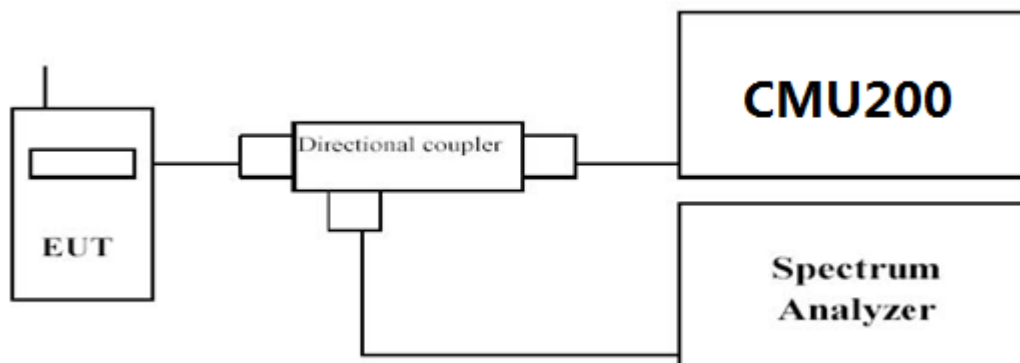 EUT
Directional coupler
CMU200
Spectrum
Analyzer